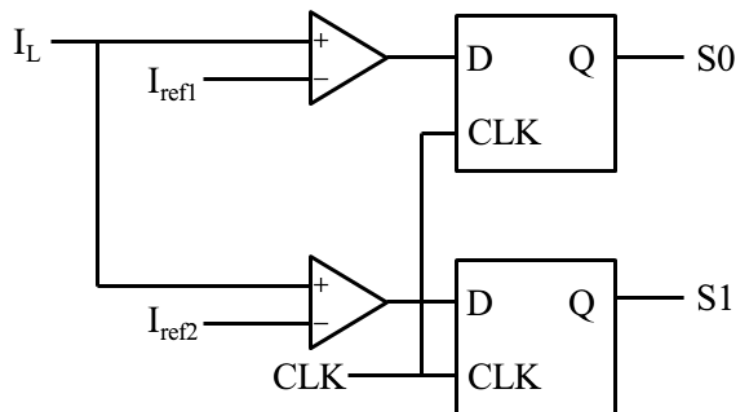 I_L
+
−
I_ref1
D Q
CLK
S0
+
−
I_ref2
D Q
CLK
CLK
S1